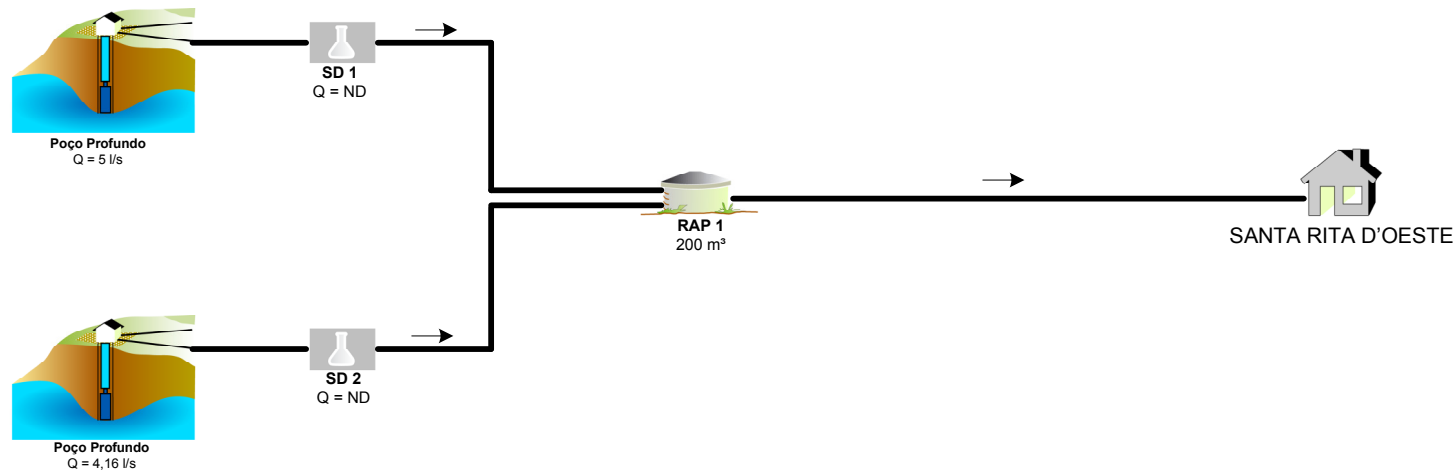 Poço Profundo
Q = 5 l/s
SD 1
Q = ND
RAP 1
200 m³
SANTA RITA D'OESTE
SD 2
Q = ND
Poço Profundo
Q = 4,16 l/s